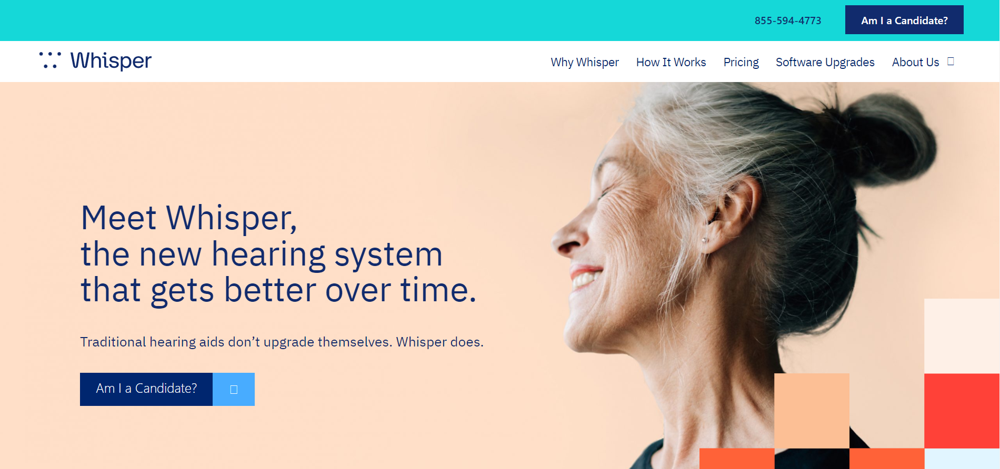 855-594-4773
Am I a Candidate?
Whisper
Why Whisper
How It Works
Pricing
Software Upgrades
About Us
Meet Whisper,
the new hearing system
that gets better over time.
Traditional hearing aids don’t upgrade themselves. Whisper does.
Am I a Candidate?